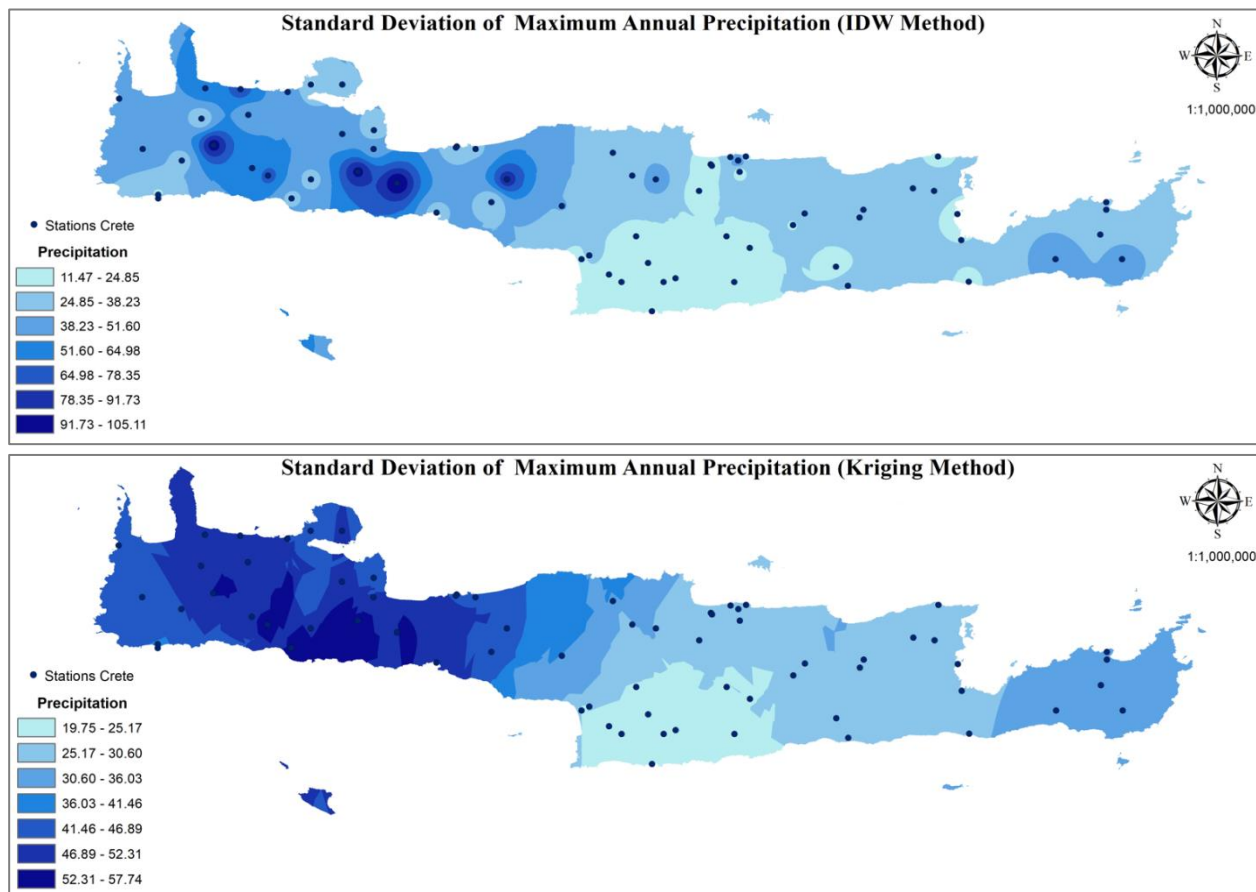 Standard Deviation of Maximum Annual Precipitation (IDW Method)
N
W E
S
1:1,000,000
Stations Crete
Precipitation
11.47 - 24.85
24.85 - 38.23
38.23 - 51.60
51.60 - 64.98
64.98 - 78.35
78.35 - 91.73
91.73 - 105.11
Standard Deviation of Maximum Annual Precipitation (Kriging Method)
N
W E
S
1:1,000,000
Stations Crete
Precipitation
19.75 - 25.17
25.17 - 30.60
30.60 - 36.03
36.03 - 41.46
41.46 - 46.89
46.89 - 52.31
52.31 - 57.74